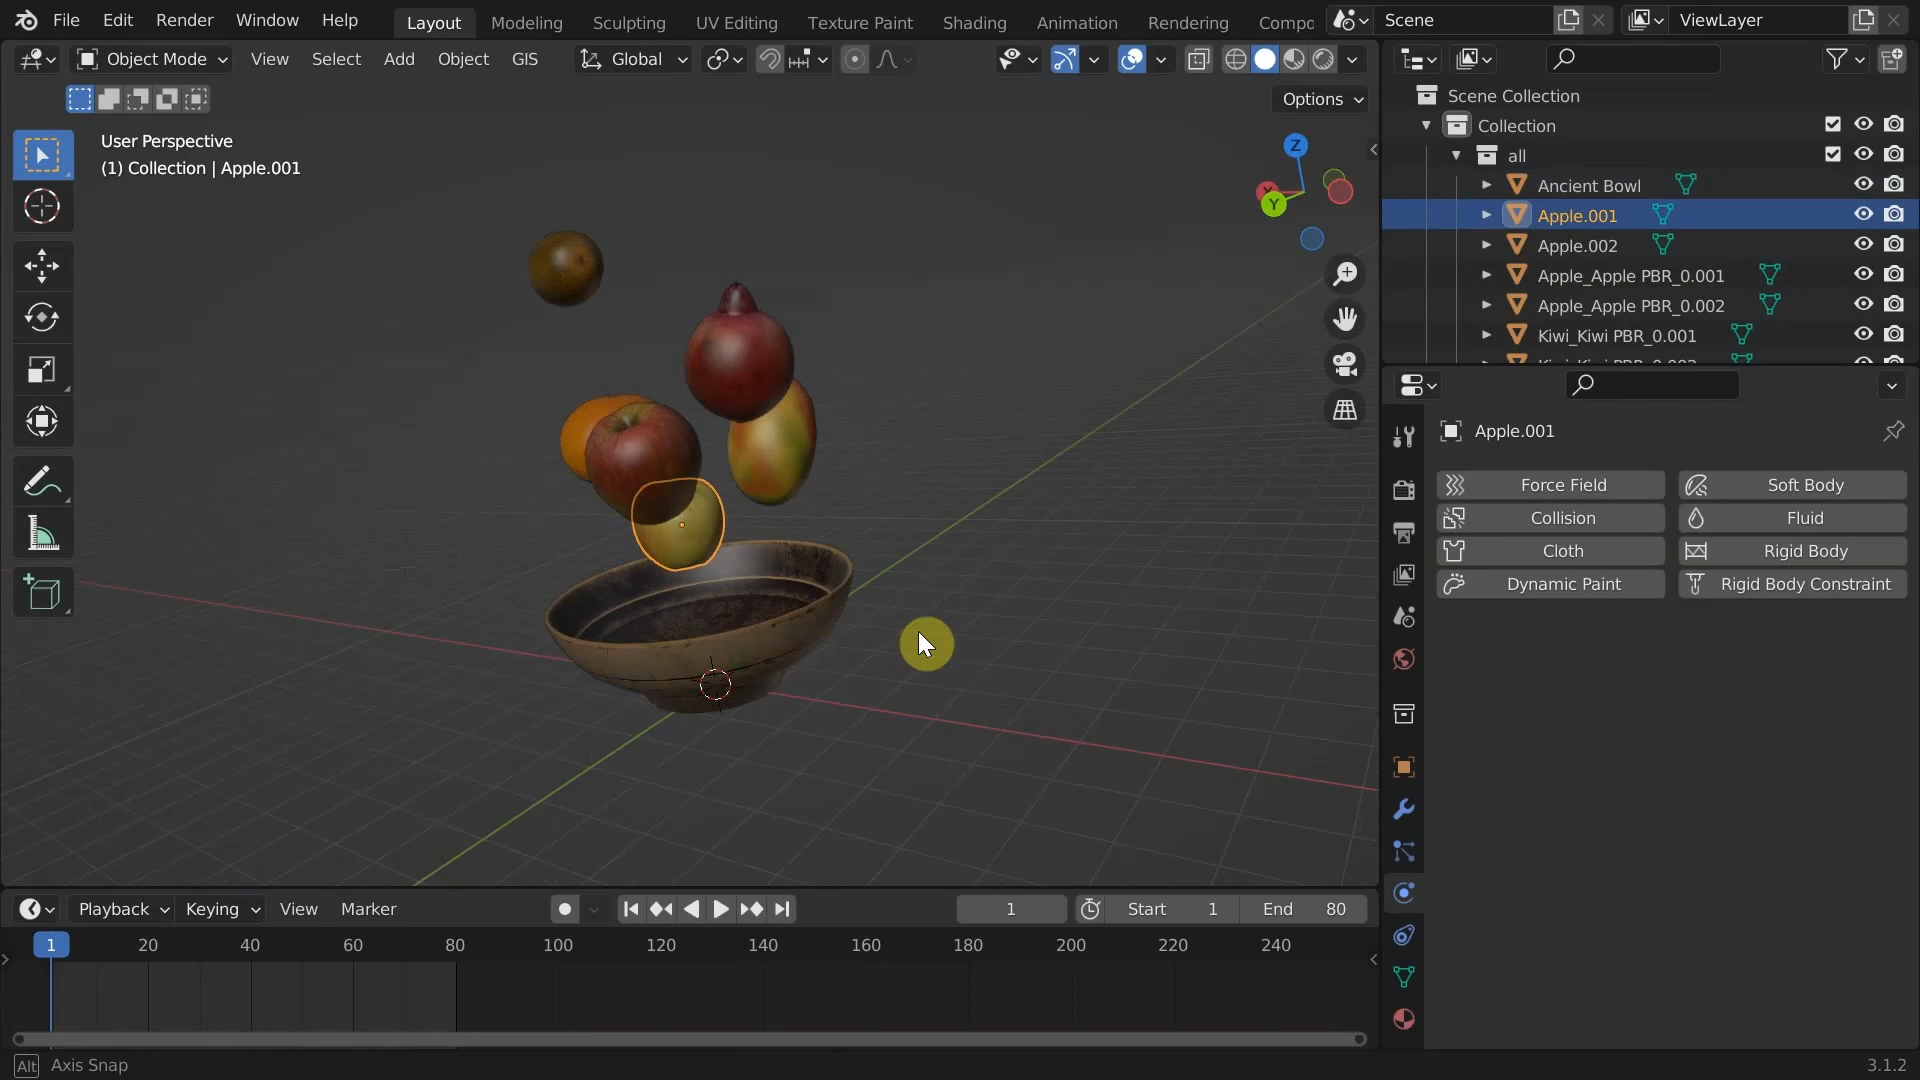 File Edit Render Window Help Layout Modeling Sculpting UV Editing Texture Paint Shading Animation Rendering Compo Scene ViewLayer
Object Mode View Select Add Object GIS Global
Options
User Perspective
(1) Collection | Apple.001
Z
X
Y
Scene Collection
Collection
all
Ancient Bowl
Apple.001
Apple.002
Apple_Apple PBR_0.001
Apple_Apple PBR_0.002
Kiwi_Kiwi PBR_0.001
Apple.001
Force Field Soft Body
Collision Fluid
Cloth Rigid Body
Dynamic Paint Rigid Body Constraint
Playback Keying View Marker 1 Start 1 End 80
1 20 40 60 80 100 120 140 160 180 200 220 240
Alt Axis Snap 3.1.2